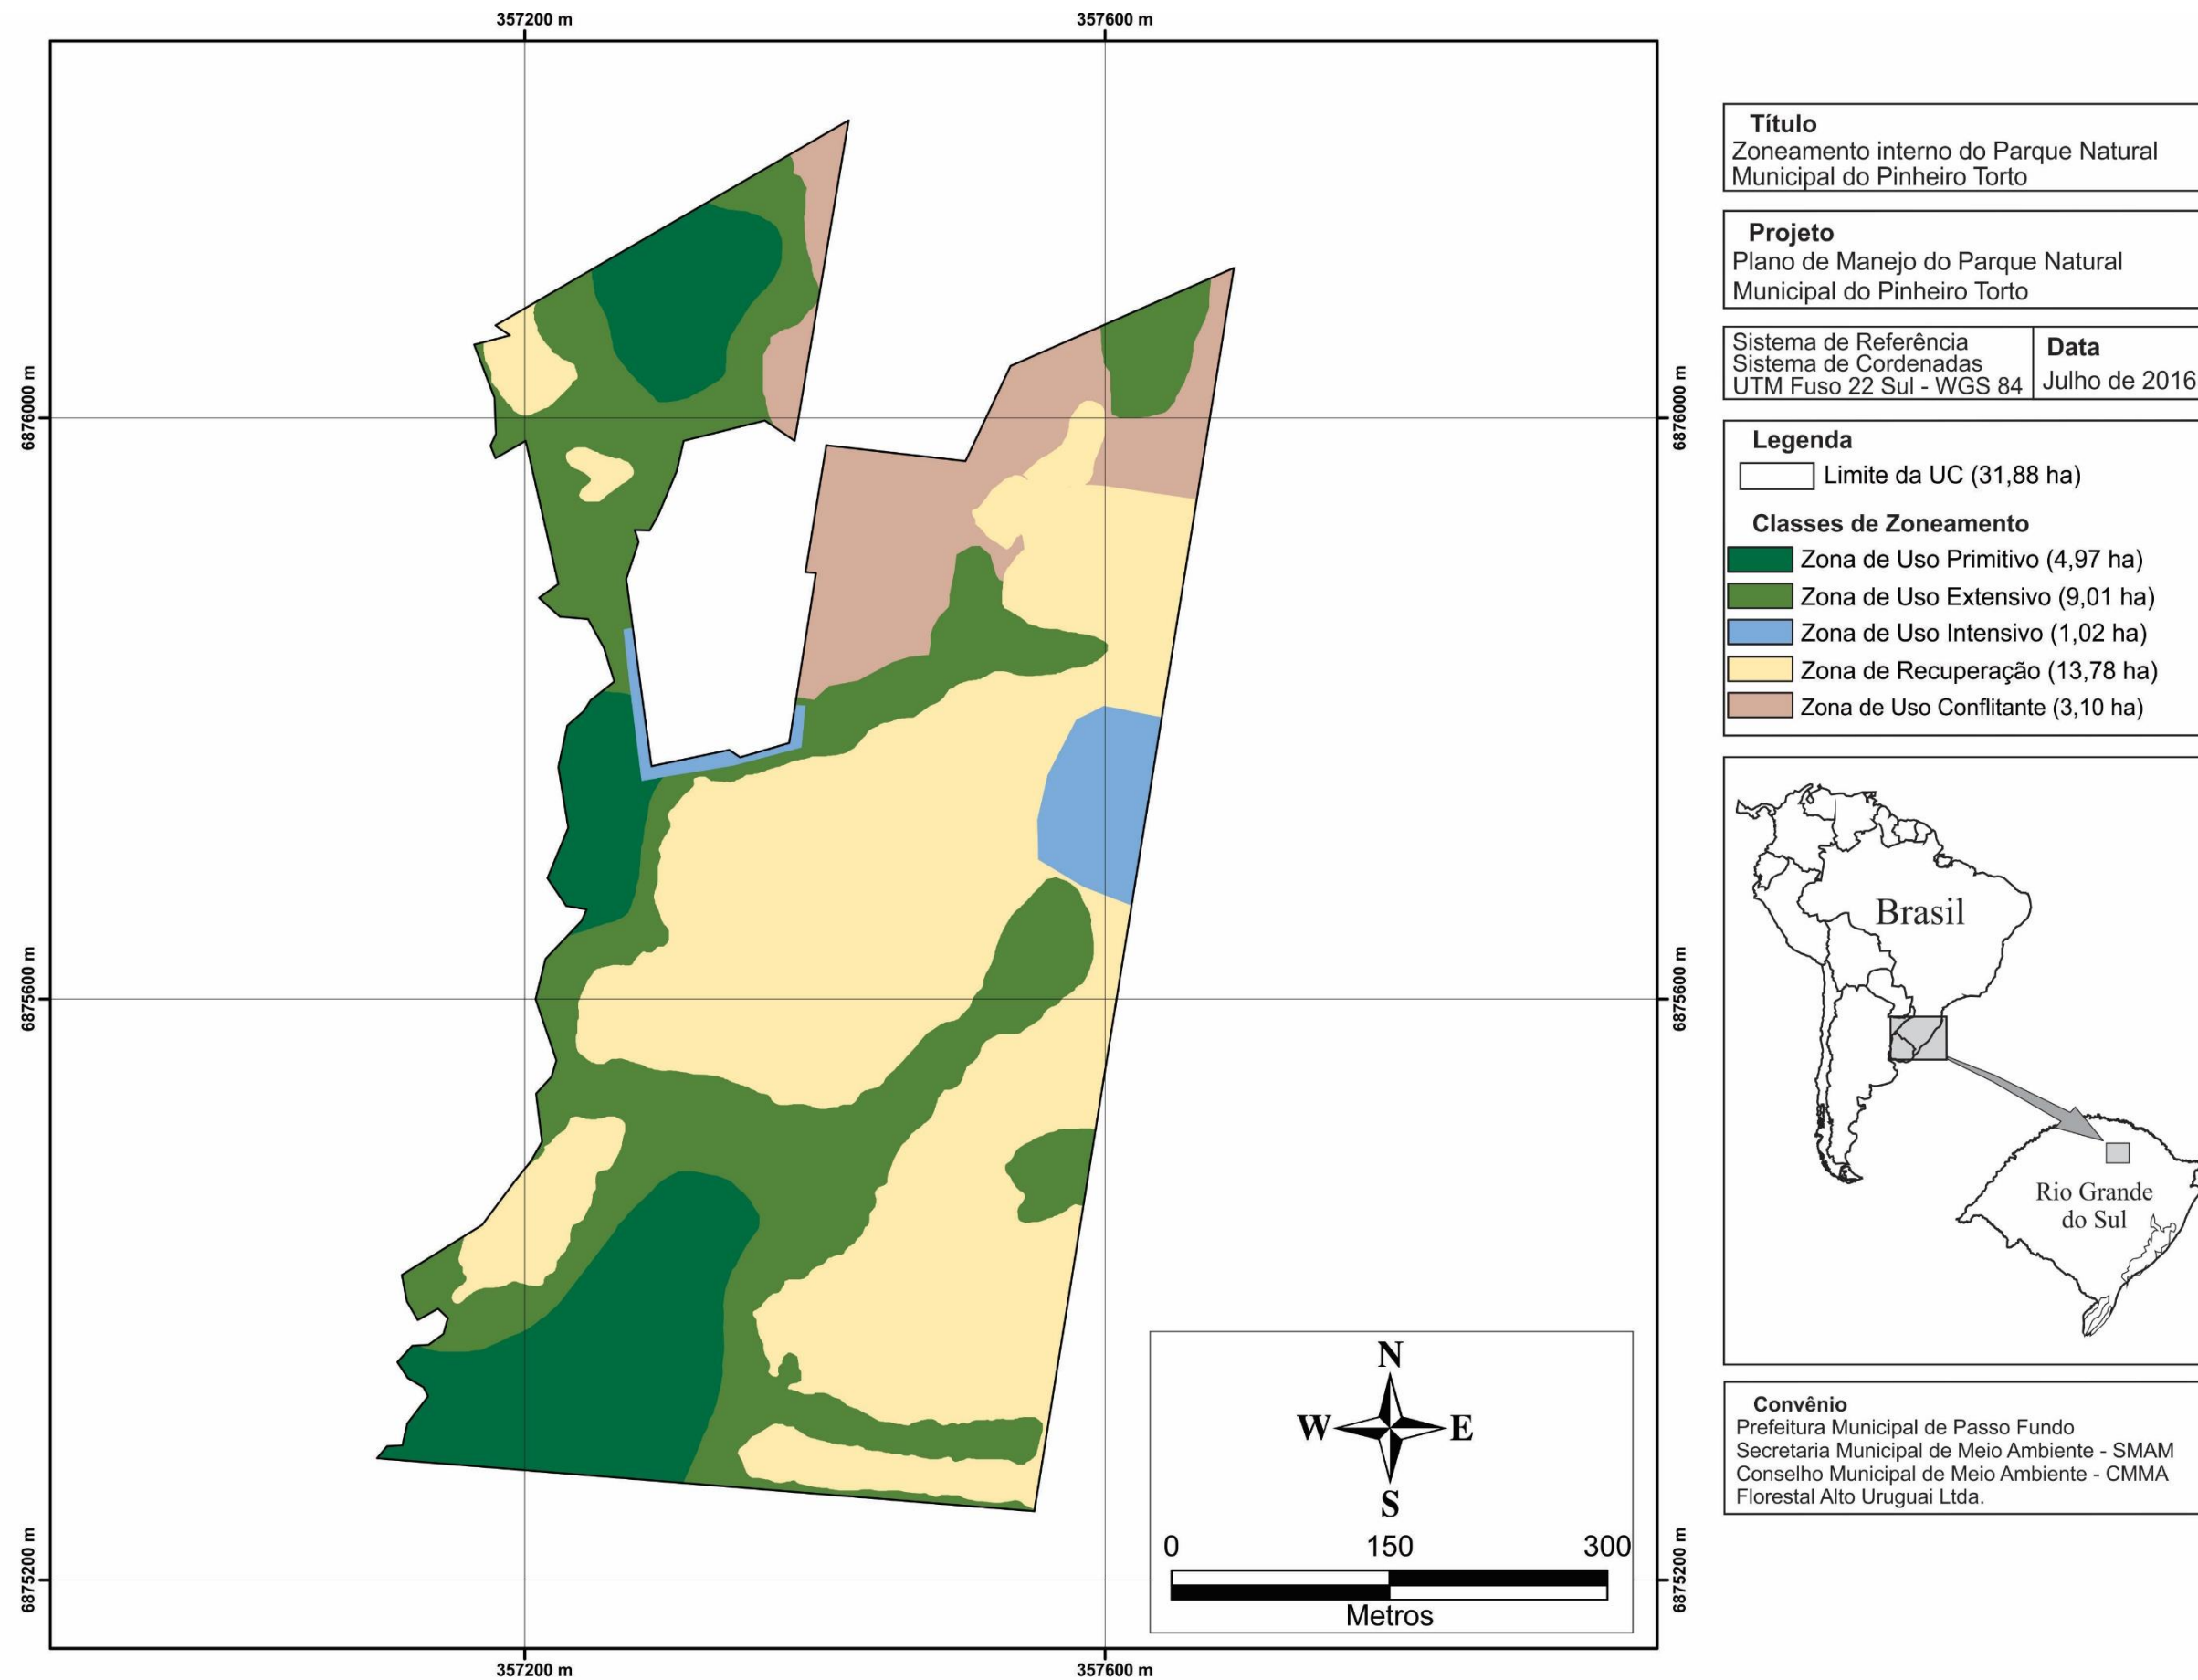 357200 m
357600 m
6876000 m
6876000 m
6875600 m
6875600 m
6875200 m
6875200 m
357200 m
357600 m
N
W
E
S
0
150
300
Metros
Título
Zoneamento interno do Parque Natural
Municipal do Pinheiro Torto
Projeto
Plano de Manejo do Parque Natural
Municipal do Pinheiro Torto
Sistema de Referência
Sistema de Cordenadas
UTM Fuso 22 Sul - WGS 84
Data
Julho de 2016
Legenda
Limite da UC (31,88 ha)
Classes de Zoneamento
Zona de Uso Primitivo (4,97 ha)
Zona de Uso Extensivo (9,01 ha)
Zona de Uso Intensivo (1,02 ha)
Zona de Recuperação (13,78 ha)
Zona de Uso Conflitante (3,10 ha)
Brasil
Rio Grande
do Sul
Convênio
Prefeitura Municipal de Passo Fundo
Secretaria Municipal de Meio Ambiente - SMAM
Conselho Municipal de Meio Ambiente - CMMA
Florestal Alto Uruguai Ltda.